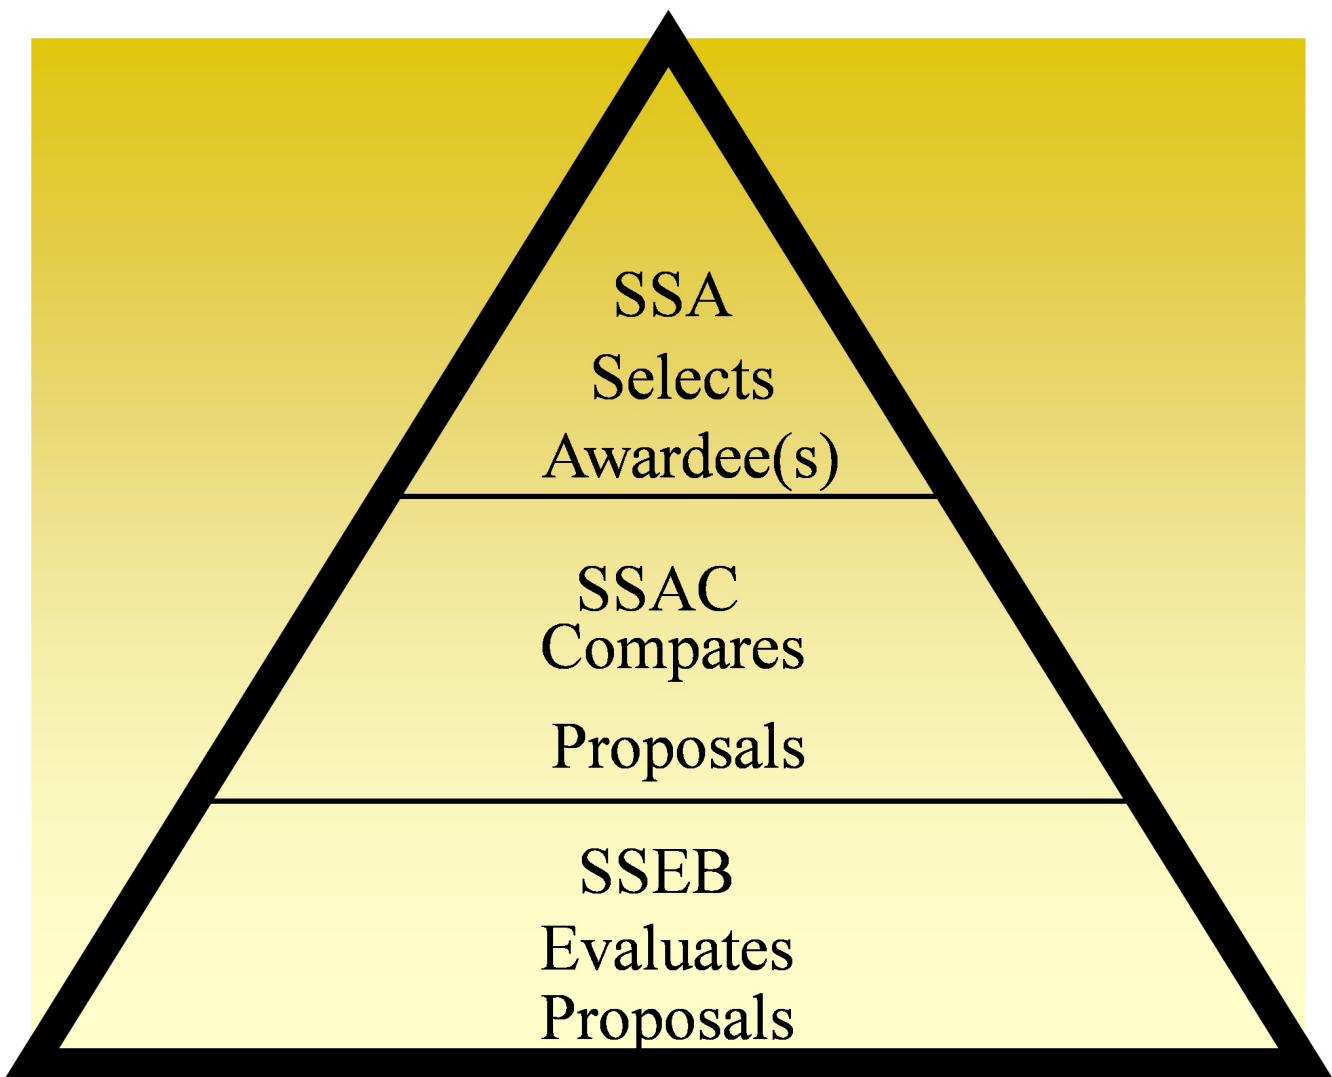 SSA
Selects
Awardee(s)
SSAC
Compares
Proposals
SSEB
Evaluates
Proposals